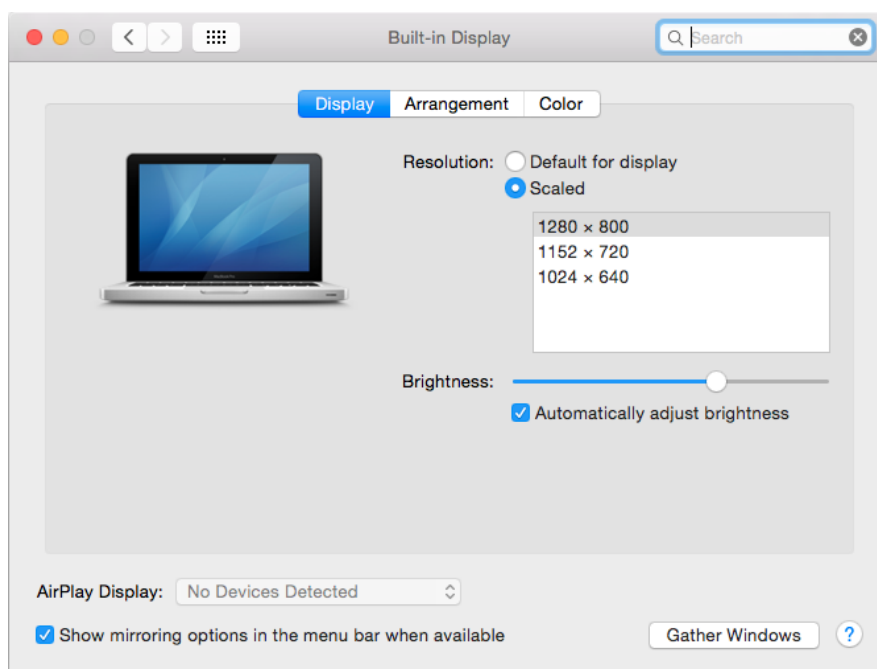 Built-in Display
Search
Display Arrangement Color
Resolution: Default for display
Scaled
1280 × 800
1152 × 720
1024 × 640
Brightness:
Automatically adjust brightness
AirPlay Display: No Devices Detected
Show mirroring options in the menu bar when available
Gather Windows ?